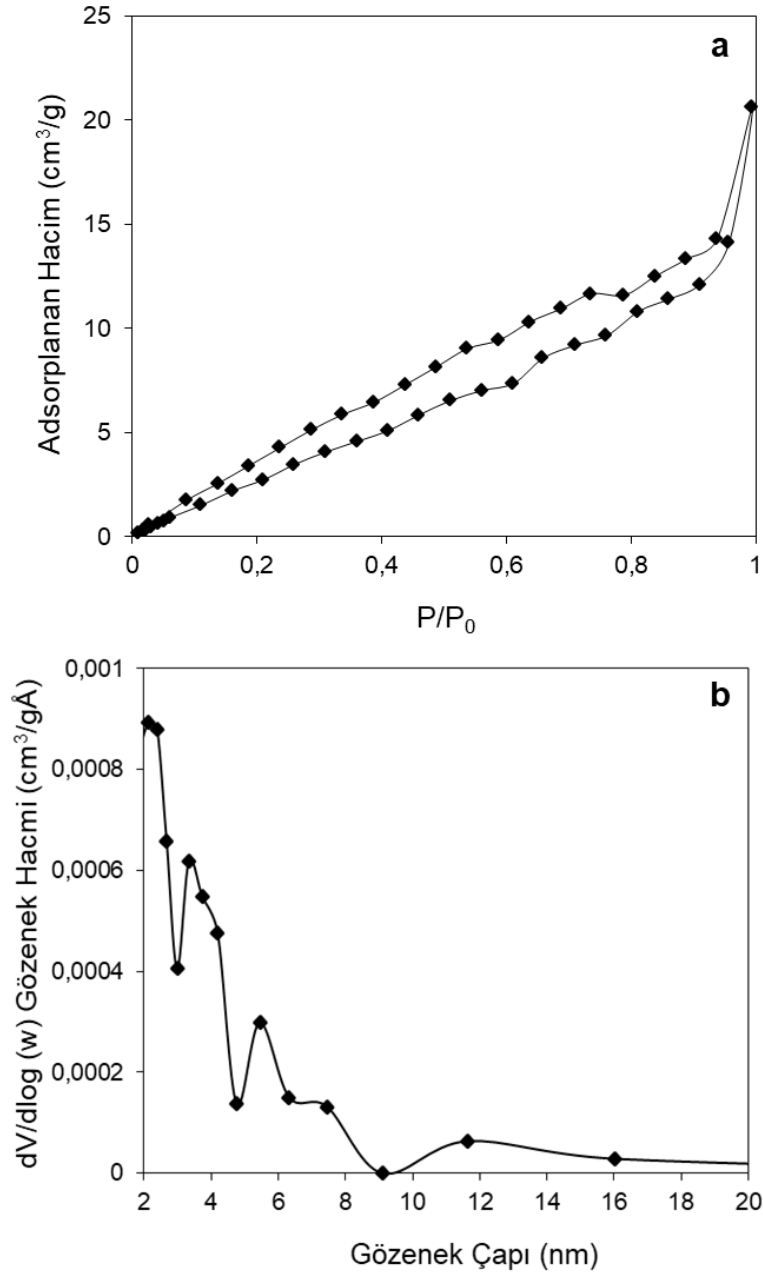 a
Adsorplanan Hacim (cm³/g)
25
20
15
10
5
0
0 0,2 0,4 0,6 0,8 1
P/P₀
b
dV/dlog (w) Gözenek Hacmi (cm³/gÅ)
0,001
0,0008
0,0006
0,0004
0,0002
0
2 4 6 8 10 12 14 16 18 20
Gözenek Çapı (nm)